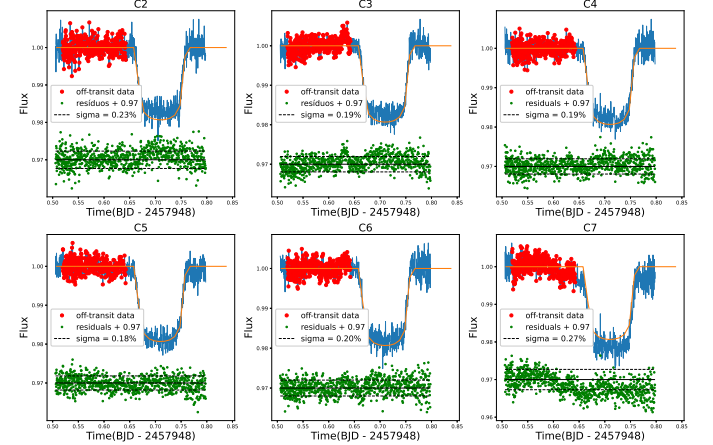 C2
1.00
0.99
0.98
0.97
Flux
off-transit data
residuos + 0.97
sigma = 0.23%
0.50 0.55 0.60 0.65 0.70 0.75 0.80 0.85
Time(BJD - 2457948)
C3
1.00
0.99
0.98
0.97
Flux
off-transit data
residuos + 0.97
sigma = 0.19%
0.50 0.55 0.60 0.65 0.70 0.75 0.80 0.85
Time(BJD - 2457948)
C4
1.00
0.99
0.98
0.97
Flux
off-transit data
residuals + 0.97
sigma = 0.19%
0.50 0.55 0.60 0.65 0.70 0.75 0.80 0.85
Time(BJD - 2457948)
C5
1.00
0.99
0.98
0.97
Flux
off-transit data
residuals + 0.97
sigma = 0.18%
0.50 0.55 0.60 0.65 0.70 0.75 0.80 0.85
Time(BJD - 2457948)
C6
1.00
0.99
0.98
0.97
Flux
off-transit data
residuals + 0.97
sigma = 0.20%
0.50 0.55 0.60 0.65 0.70 0.75 0.80 0.85
Time(BJD - 2457948)
C7
1.00
0.99
0.98
0.97
0.96
Flux
off-transit data
residuals + 0.97
sigma = 0.27%
0.50 0.55 0.60 0.65 0.70 0.75 0.80 0.85
Time(BJD - 2457948)